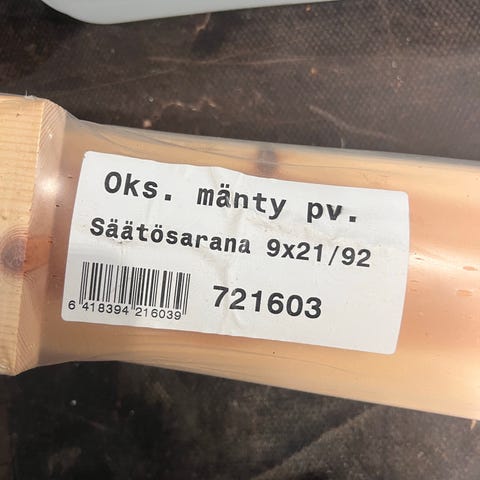 Oks. mänty pv.
Säätösarana 9x21/92
721603
6 418394 216039